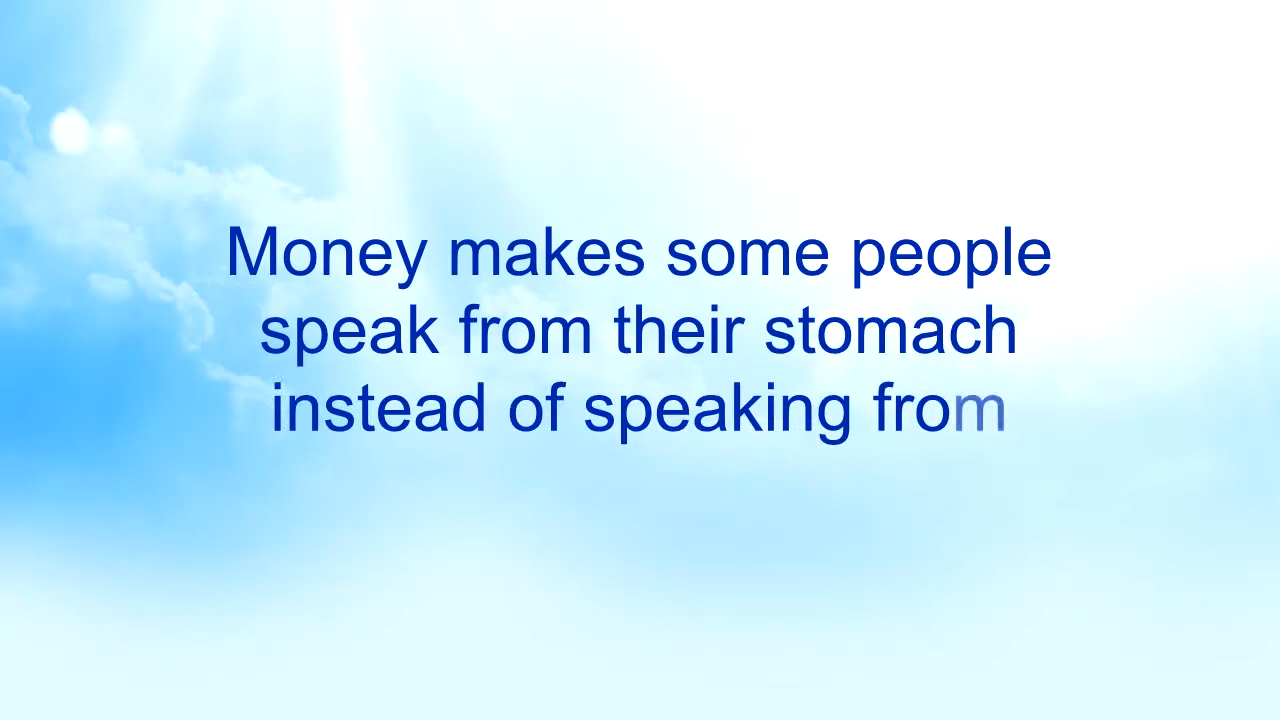 Money makes some people
speak from their stomach
instead of speaking from